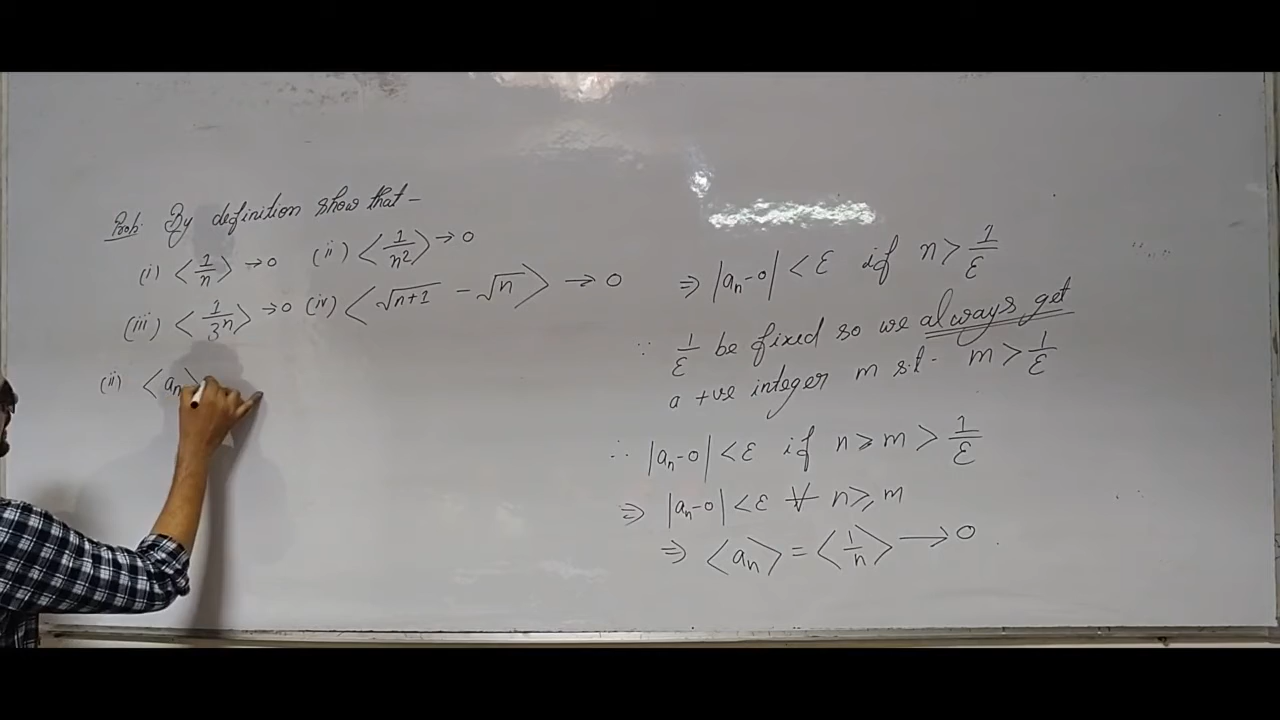 Prob. By definition show that –
(i) <1/n> → 0 (ii) <1/n²> → 0
(iii) <1/3ⁿ> → 0 (iv) <√n+1 – √n> → 0
(ii) <aₙ>
⇒ |aₙ-0| < ε if n > 1/ε
∵ 1/ε be fixed so we always get
a +ve integer m s.t. m > 1/ε
∴ |aₙ-0| < ε if n ≥ m > 1/ε
⇒ |aₙ-0| < ε ∀ n ≥ m
⇒ <aₙ> = <1/n> → 0